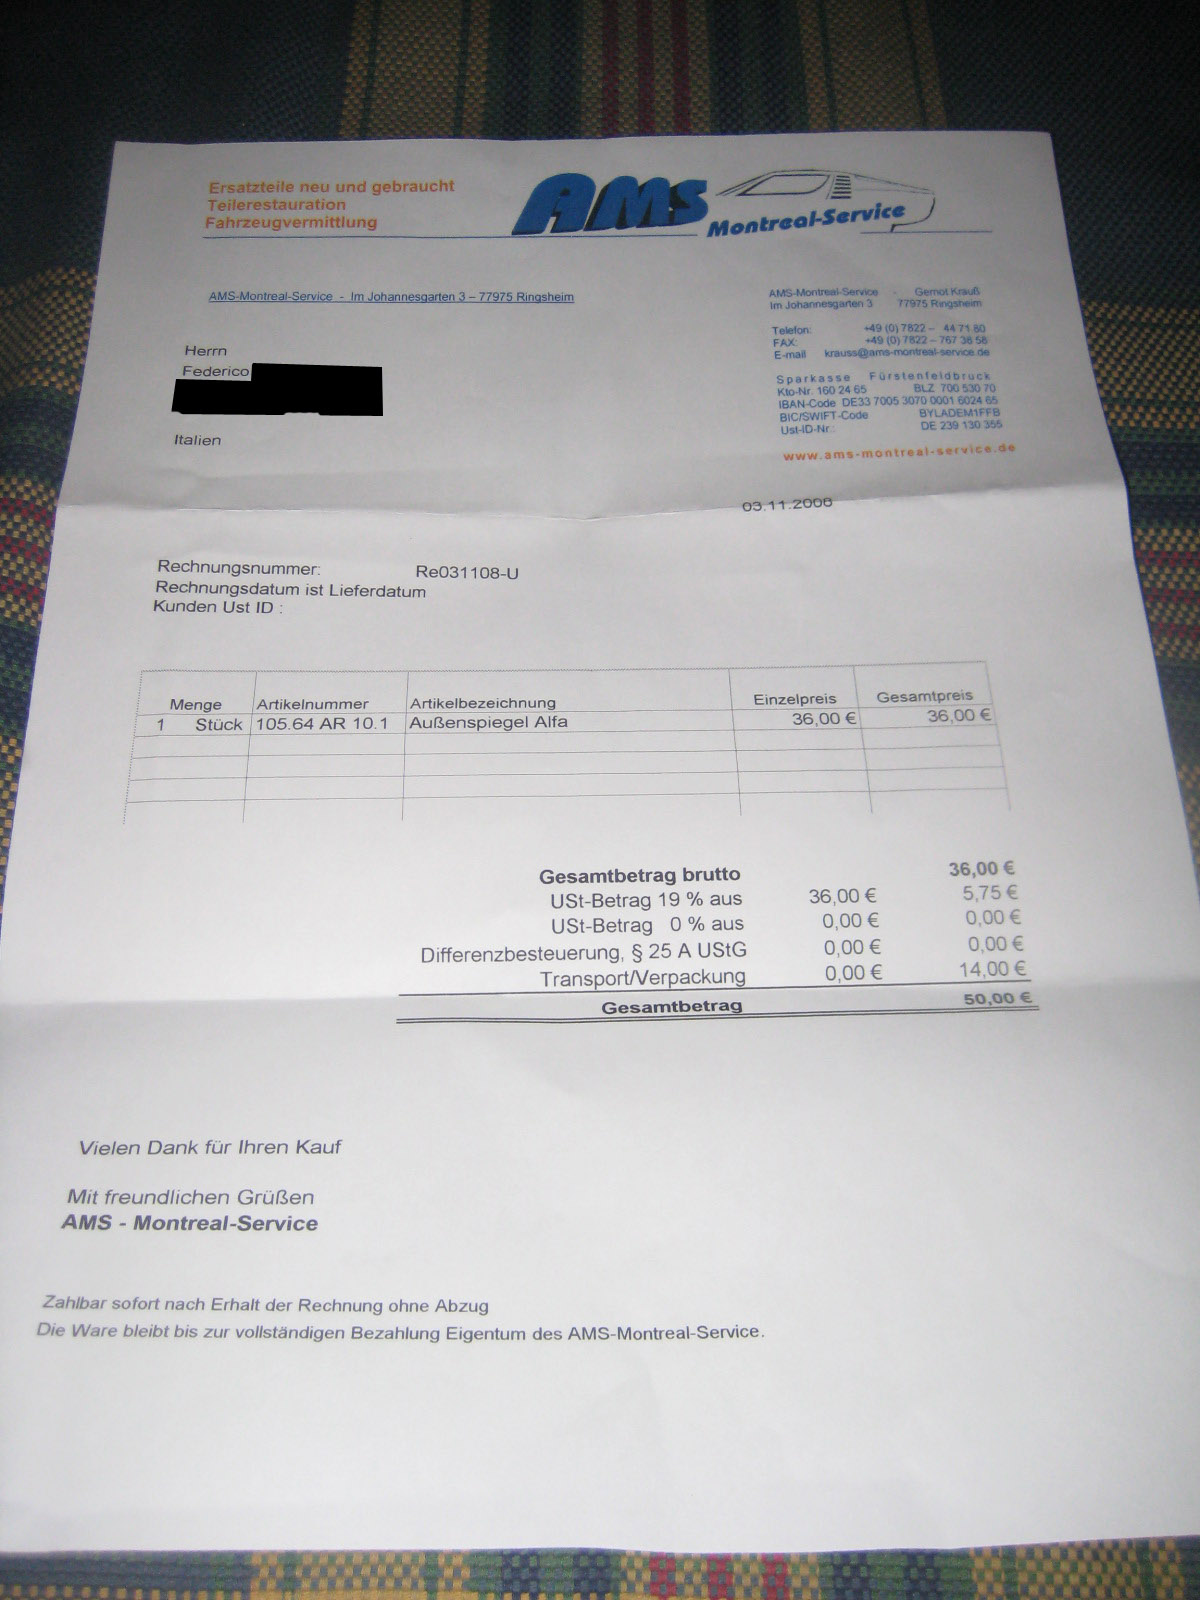 Ersatzteile neu und gebraucht
Teilerestauration
Fahrzeugvermittlung
AMS
Montreal-Service
AMS-Montreal-Service - Im Johannesgarten 3 – 77975 Ringsheim
AMS-Montreal-Service - Gernot Krauß
Im Johannesgarten 3 77975 Ringsheim
Telefon: +49 (0) 7822 – 44 71 80
FAX: +49 (0) 7822 – 767 38 58
E-mail krauss@ams-montreal-service.de
Sparkasse Fürstenfeldbruck
Kto-Nr. 160 24 65 BLZ 700 530 70
IBAN-Code DE33 7005 3070 0001 6024 65
BIC/SWIFT-Code BYLADEM1FFB
Ust-ID-Nr.: DE 239 130 355
www.ams-montreal-service.de
Herrn
Federico
Italien
03.11.2008
Rechnungsnummer: Re031108-U
Rechnungsdatum ist Lieferdatum
Kunden Ust ID :
Menge Artikelnummer Artikelbezeichnung Einzelpreis Gesamtpreis
1 Stück 105.64 AR 10.1 Außenspiegel Alfa 36,00 € 36,00 €
Gesamtbetrag brutto 36,00 €
USt-Betrag 19 % aus 36,00 € 5,75 €
USt-Betrag 0 % aus 0,00 € 0,00 €
Differenzbesteuerung, § 25 A UStG 0,00 € 0,00 €
Transport/Verpackung 0,00 € 14,00 €
Gesamtbetrag 50,00 €
Vielen Dank für Ihren Kauf
Mit freundlichen Grüßen
AMS - Montreal-Service
Zahlbar sofort nach Erhalt der Rechnung ohne Abzug
Die Ware bleibt bis zur vollständigen Bezahlung Eigentum des AMS-Montreal-Service.